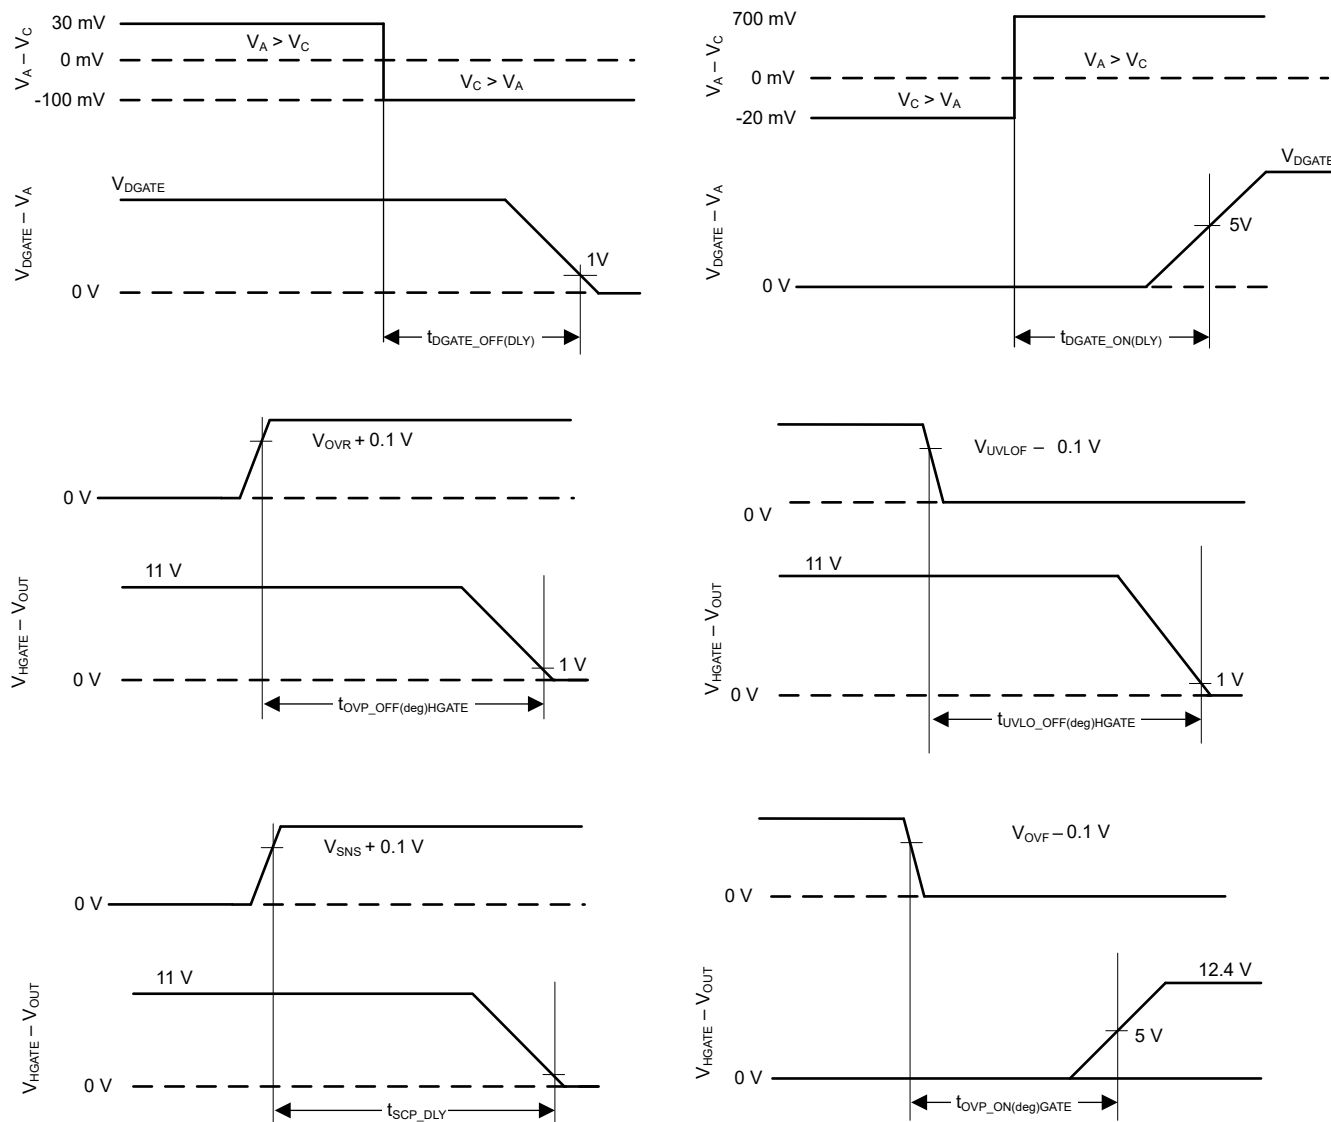 30 mV
V_A – V_C
V_A > V_C
0 mV
V_C > V_A
-100 mV
V_DGATE
V_DGATE – V_A
1V
0 V
t_DGATE_OFF(DLY)
700 mV
V_A – V_C
V_A > V_C
0 mV
V_C > V_A
-20 mV
V_DGATE
V_DGATE – V_A
5V
0 V
t_DGATE_ON(DLY)
V_OVR + 0.1 V
0 V
11 V
V_HGATE – V_OUT
1 V
0 V
t_OVP_OFF(deg)HGATE
V_UVLOF – 0.1 V
0 V
11 V
V_HGATE – V_OUT
1 V
0 V
t_UVLO_OFF(deg)HGATE
V_SNS + 0.1 V
0 V
11 V
V_HGATE – V_OUT
0 V
t_SCP_DLY
V_OVF – 0.1 V
0 V
12.4 V
V_HGATE – V_OUT
5 V
0 V
t_OVP_ON(deg)GATE